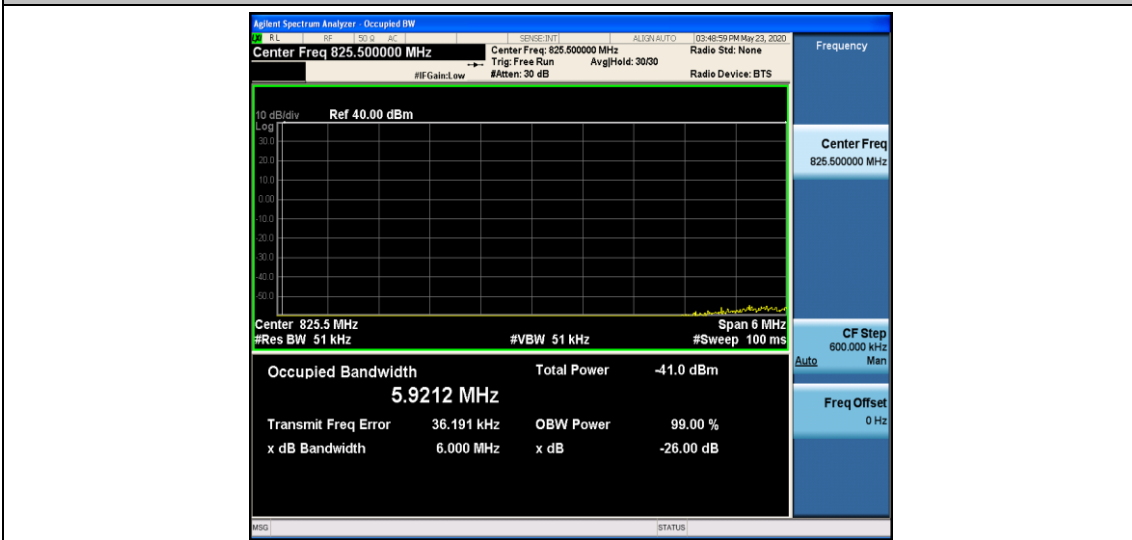 Agilent Spectrum Analyzer - Occupied BW
RL RF 50 Ω AC SENSE:INT ALIGN AUTO 03:48:59 PM May 23, 2020
Center Freq 825.500000 MHz
Center Freq: 825.500000 MHz
Radio Std: None
Trig: Free Run Avg|Hold: 30/30
#IFGain:Low #Atten: 30 dB
Radio Device: BTS
10 dB/div Ref 40.00 dBm
Log
30.0
20.0
10.0
0.00
-10.0
-20.0
-30.0
-40.0
-50.0
Center 825.5 MHz Span 6 MHz
#Res BW 51 kHz #VBW 51 kHz #Sweep 100 ms
Occupied Bandwidth Total Power -41.0 dBm
5.9212 MHz
Transmit Freq Error 36.191 kHz OBW Power 99.00 %
x dB Bandwidth 6.000 MHz x dB -26.00 dB
MSG STATUS
Frequency
Center Freq
825.500000 MHz
CF Step
600.000 kHz
Auto Man
Freq Offset
0 Hz